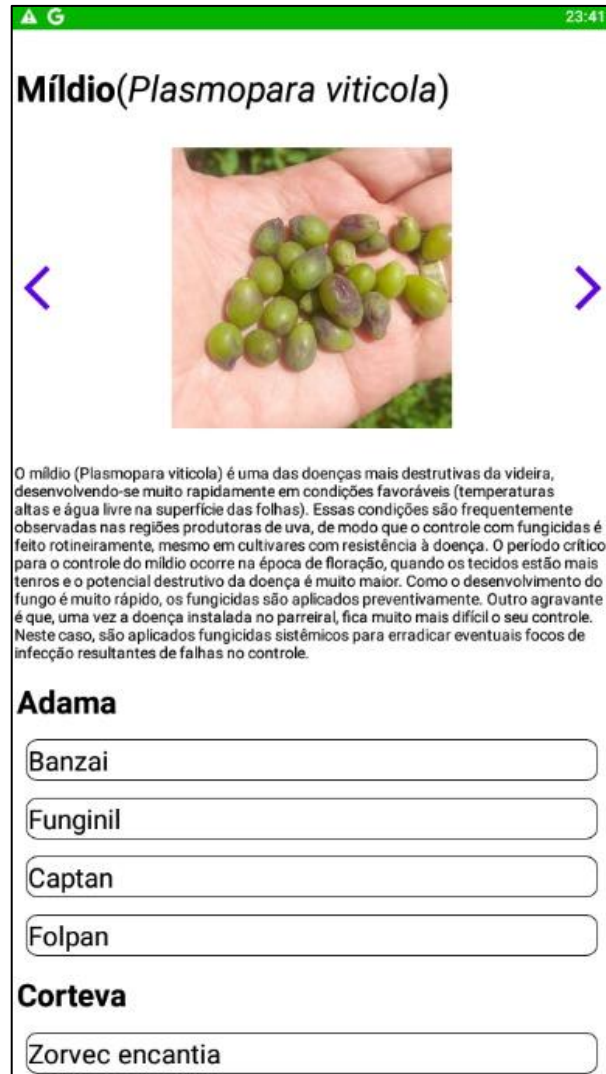 23:41
Míldio(Plasmopara viticola)
O míldio (Plasmopara viticola) é uma das doenças mais destrutivas da videira,
desenvolvendo-se muito rapidamente em condições favoráveis (temperaturas
altas e água livre na superfície das folhas). Essas condições são frequentemente
observadas nas regiões produtoras de uva, de modo que o controle com fungicidas é
feito rotineiramente, mesmo em cultivares com resistência à doença. O período crítico
para o controle do míldio ocorre na época de floração, quando os tecidos estão mais
tenros e o potencial destrutivo da doença é muito maior. Como o desenvolvimento do
fungo é muito rápido, os fungicidas são aplicados preventivamente. Outro agravante
é que, uma vez a doença instalada no parreiral, fica muito mais difícil o seu controle.
Neste caso, são aplicados fungicidas sistêmicos para erradicar eventuais focos de
infecção resultantes de falhas no controle.
Adama
Banzai
Funginil
Captan
Folpan
Corteva
Zorvec encantia